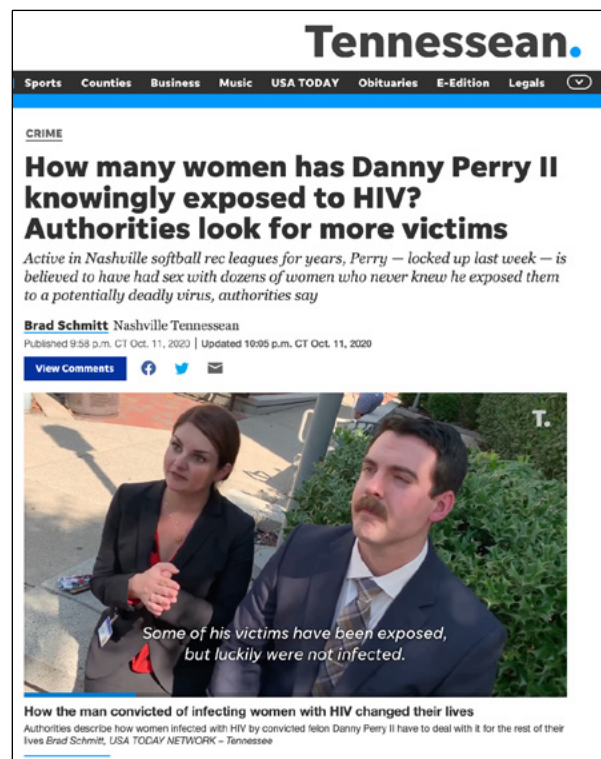 Tennessean.
Sports Counties Business Music USA TODAY Obituaries E-Edition Legals
CRIME
How many women has Danny Perry II
knowingly exposed to HIV?
Authorities look for more victims
Active in Nashville softball rec leagues for years, Perry — locked up last week — is
believed to have had sex with dozens of women who never knew he exposed them
to a potentially deadly virus, authorities say
Brad Schmitt Nashville Tennessean
Published 9:58 p.m. CT Oct. 11, 2020 | Updated 10:05 p.m. CT Oct. 11, 2020
View Comments
T.
Some of his victims have been exposed,
but luckily were not infected.
How the man convicted of infecting women with HIV changed their lives
Authorities describe how women infected with HIV by convicted felon Danny Perry II have to deal with it for the rest of their
lives Brad Schmitt, USA TODAY NETWORK – Tennessee